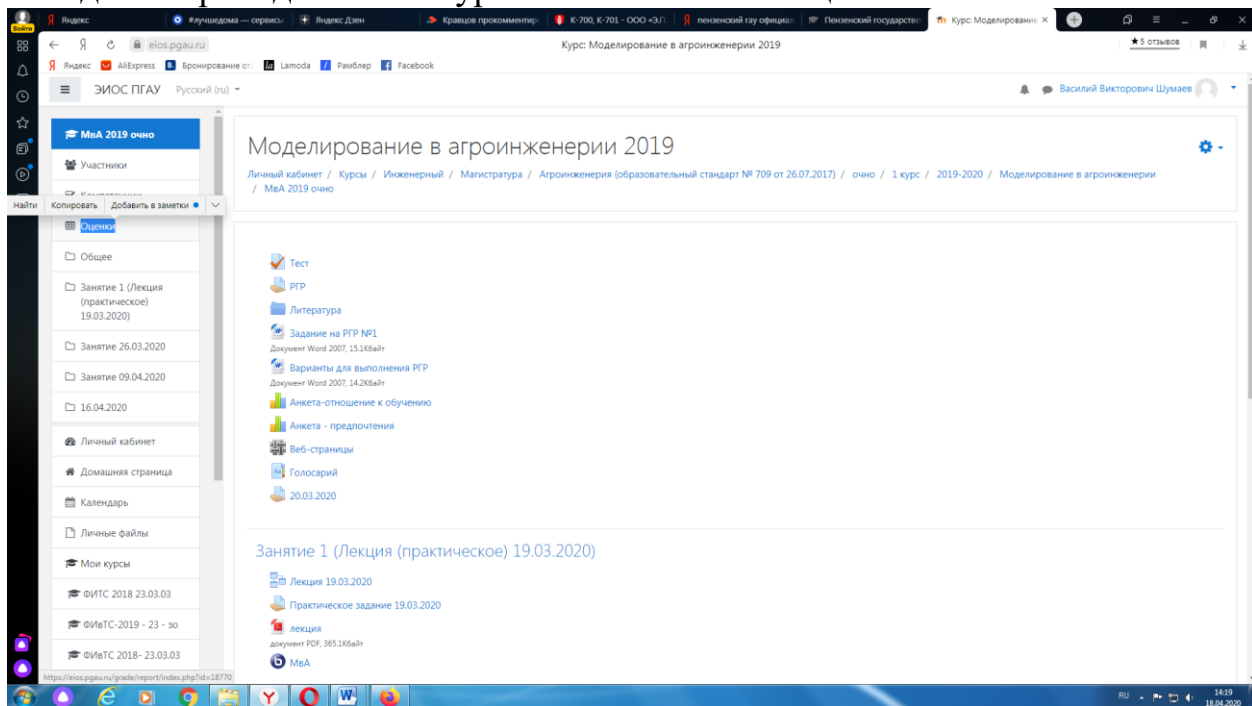 Войти
Яндекс
#лучшедома — сервисы
Яндекс Дзен
Кравцов прокомментир
К-700, К-701 - ООО «Э.П.
пензенский гау официал
Пензенский государстве
Курс: Моделирование
eios.pgau.ru
Курс: Моделирование в агроинженерии 2019
★5 отзывов
Яндекс
AliExpress
Бронирование от
Lamoda
Рамблер
Facebook
ЭИОС ПГАУ
Русский (ru)
Василий Викторович Шумаев
МвА 2019 очно
Участники
Найти
Копировать
Добавить в заметки
Оценки
Общее
Занятие 1 (Лекция
(практическое)
19.03.2020)
Занятие 26.03.2020
Занятие 09.04.2020
16.04.2020
Личный кабинет
Домашняя страница
Календарь
Личные файлы
Мои курсы
ФИТС 2018 23.03.03
ФИвТС-2019 - 23 - зо
ФИвТС 2018- 23.03.03
Моделирование в агроинженерии 2019
Личный кабинет / Курсы / Инженерный / Магистратура / Агроинженерия (образовательный стандарт № 709 от 26.07.2017) / очно / 1 курс / 2019-2020 / Моделирование в агроинженерии
/ МвА 2019 очно
Тест
РГР
Литература
Задание на РГР №1
Документ Word 2007, 15.1Кбайт
Варианты для выполнения РГР
Документ Word 2007, 14.2Кбайт
Анкета-отношение к обучению
Анкета - предпочтения
Веб-страницы
Голосарий
20.03.2020
Занятие 1 (Лекция (практическое) 19.03.2020)
Лекция 19.03.2020
Практическое задание 19.03.2020
лекция
документ PDF, 365.1Кбайт
МвА
https://eios.pgau.ru/grade/report/index.php?id=18770
RU
14:19
18.04.2020